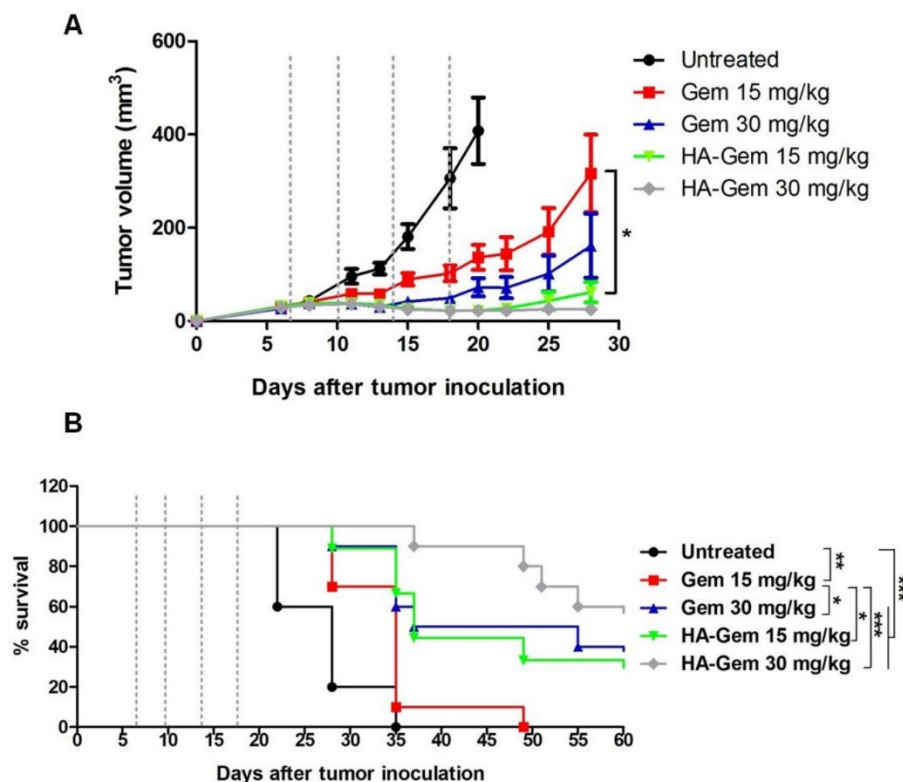 A
Tumor volume (mm³)
600
400
200
0
0 5 10 15 20 25 30
Days after tumor inoculation
Untreated
Gem 15 mg/kg
Gem 30 mg/kg
HA-Gem 15 mg/kg
HA-Gem 30 mg/kg
*
B
% survival
120
100
80
60
40
20
0
0 5 10 15 20 25 30 35 40 45 50 55 60
Days after tumor inoculation
Untreated
Gem 15 mg/kg
Gem 30 mg/kg
HA-Gem 15 mg/kg
HA-Gem 30 mg/kg
**
*
*
***
***